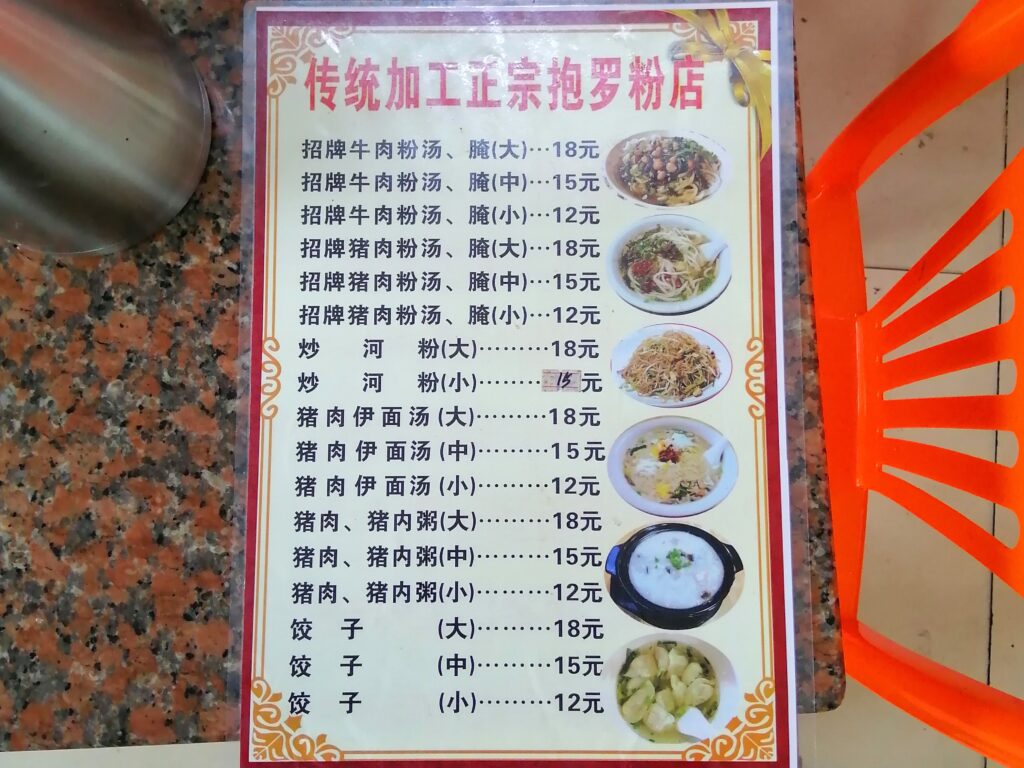 传统加工正宗抱罗粉店
招牌牛肉粉汤、腌(大)…18元
招牌牛肉粉汤、腌(中)…15元
招牌牛肉粉汤、腌(小)…12元
招牌猪肉粉汤、腌(大)…18元
招牌猪肉粉汤、腌(中)…15元
招牌猪肉粉汤、腌(小)…12元
炒 河 粉(大)………18元
炒 河 粉(小)………15元
猪肉伊面汤(大)………18元
猪肉伊面汤(中)………15元
猪肉伊面汤(小)………12元
猪肉、猪内粥(大)………18元
猪肉、猪内粥(中)………15元
猪肉、猪内粥(小)………12元
饺 子 (大)………18元
饺 子 (中)………15元
饺 子 (小)………12元